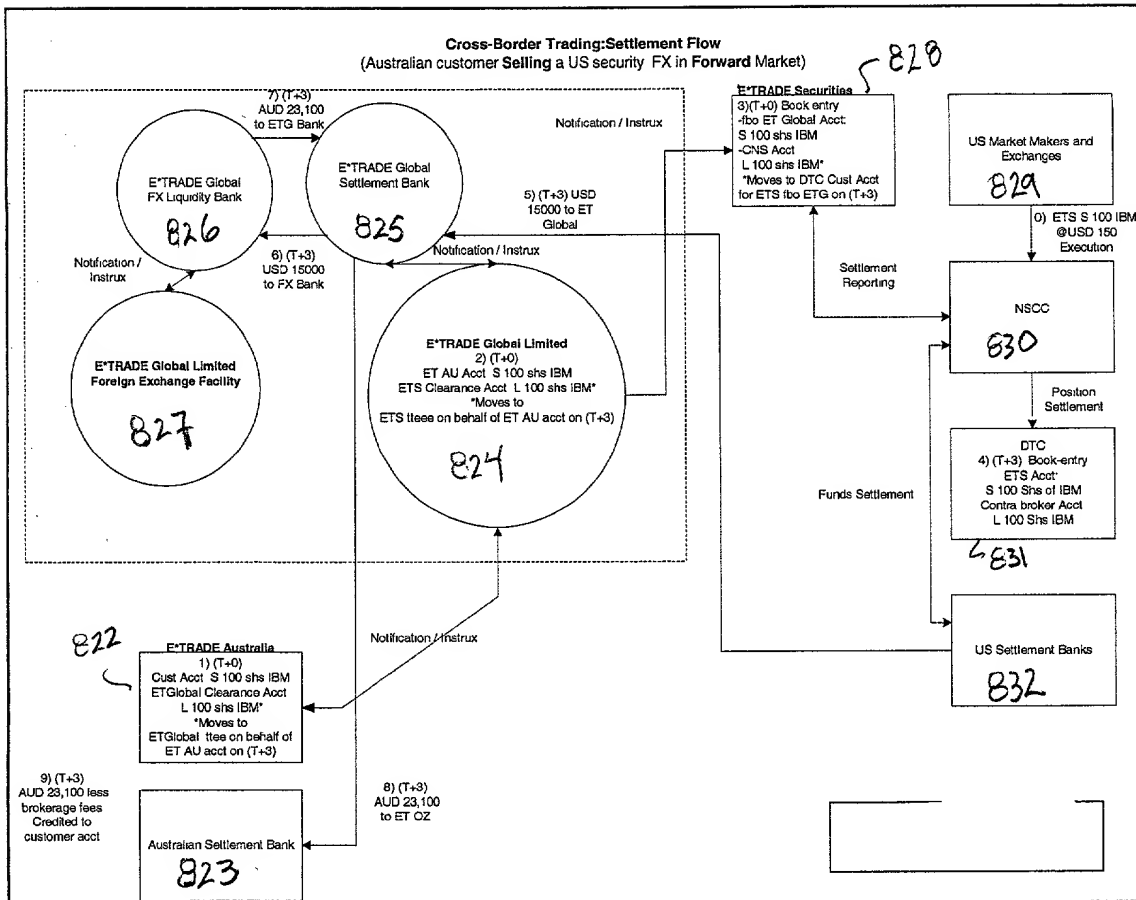 Cross-Border Trading:Settlement Flow
(Australian customer Selling a US security FX in Forward Market)
828
7) (T+3)
AUD 23,100
to ETG Bank
Notification / Instrux
E*TRADE Securities
3)(T+0) Book entry
-fbo ET Global Acct:
S 100 shs IBM
-CNS Acct
L 100 shs IBM*
*Moves to DTC Cust Acct
for ETS fbo ETG on (T+3)
US Market Makers and
Exchanges
829
E*TRADE Global
FX Liquidity Bank
826
E*TRADE Global
Settlement Bank
825
5) (T+3) USD
15000 to ET
Global
0) ETS S 100 IBM
@USD 150
Execution
6) (T+3)
USD 15000
to FX Bank
Notification / Instrux
Notification /
Instrux
Settlement
Reporting
NSCC
830
E*TRADE Global Limited
Foreign Exchange Facility
827
E*TRADE Global Limited
2) (T+0)
ET AU Acct S 100 shs IBM
ETS Clearance Acct L 100 shs IBM*
*Moves to
ETS tteee on behalf of ET AU acct on (T+3)
824
Position
Settlement
DTC
4) (T+3) Book-entry
ETS Acct:
S 100 Shs of IBM
Contra broker Acct
L 100 Shs IBM
831
Funds Settlement
822
E*TRADE Australia
1) (T+0)
Cust Acct S 100 shs IBM
ETGlobal Clearance Acct
L 100 shs IBM*
*Moves to
ETGlobal ttee on behalf of
ET AU acct on (T+3)
Notification / Instrux
US Settlement Banks
832
9) (T+3)
AUD 23,100 less
brokerage fees
Credited to
customer acct
8) (T+3)
AUD 23,100
to ET OZ
Australian Settlement Bank
823